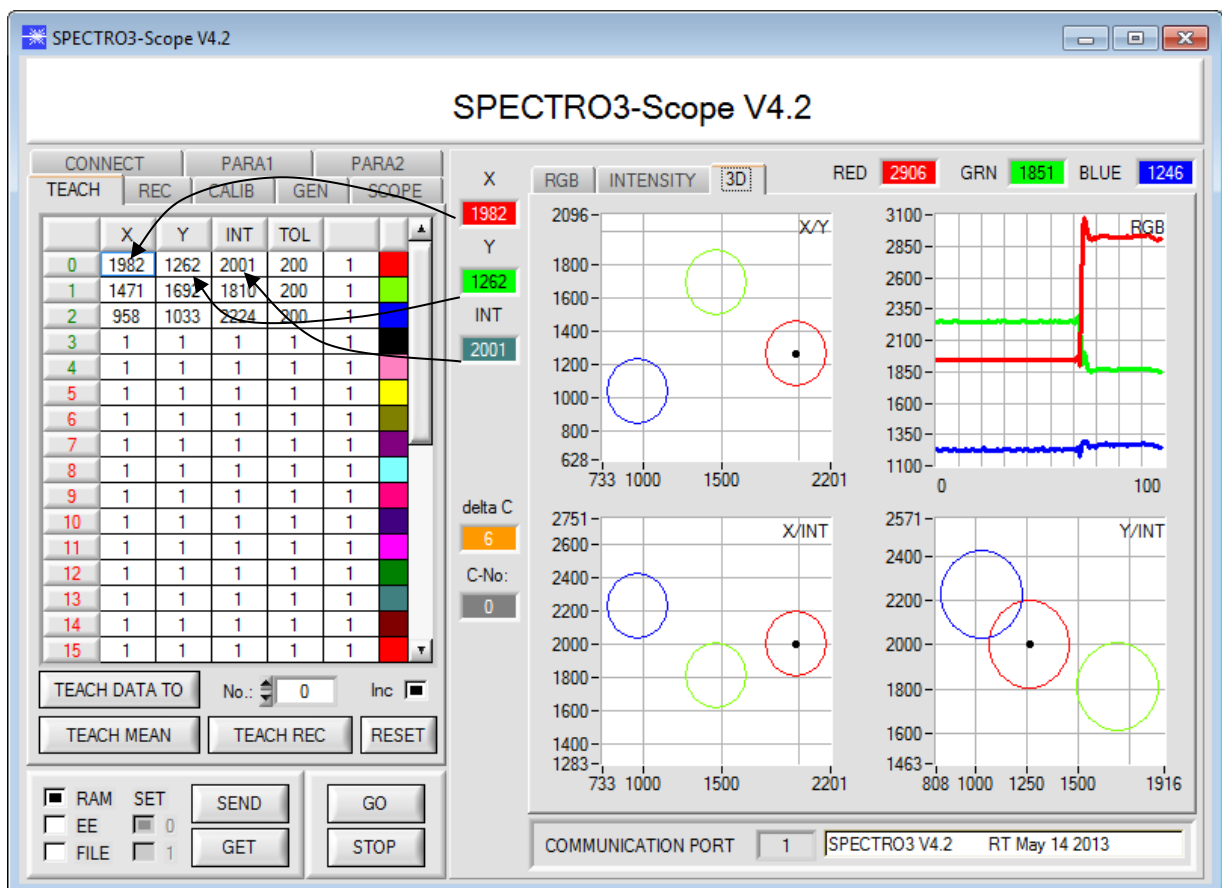 SPECTRO3-Scope V4.2
SPECTRO3-Scope V4.2
CONNECT PARA1 PARA2
TEACH REC CALIB GEN SCOPE
X Y INT TOL
0 1982 1262 2001 200 1
1 1471 1692 1810 200 1
2 958 1033 2224 200 1
3 1 1 1 1 1
4 1 1 1 1 1
5 1 1 1 1 1
6 1 1 1 1 1
7 1 1 1 1 1
8 1 1 1 1 1
9 1 1 1 1 1
10 1 1 1 1 1
11 1 1 1 1 1
12 1 1 1 1 1
13 1 1 1 1 1
14 1 1 1 1 1
15 1 1 1 1 1
TEACH DATA TO No.: 0 Inc
TEACH MEAN TEACH REC RESET
RAM SET SEND GO
EE 0
FILE 1 GET STOP
X
1982
Y
1262
INT
2001
delta C
6
C-No:
0
RGB INTENSITY 3D
RED 2906 GRN 1851 BLUE 1246
X/Y
2096
1800
1600
1400
1200
1000
800
628
733 1000 1500 2201
RGB
3100
2850
2600
2350
2100
1850
1600
1350
1100
0 100
X/INT
2751
2600
2400
2200
2000
1800
1600
1400
1283
733 1000 1500 2201
Y/INT
2571
2400
2200
2000
1800
1600
1463
808 1000 1250 1500 1916
COMMUNICATION PORT 1 SPECTRO3 V4.2 RT May 14 2013